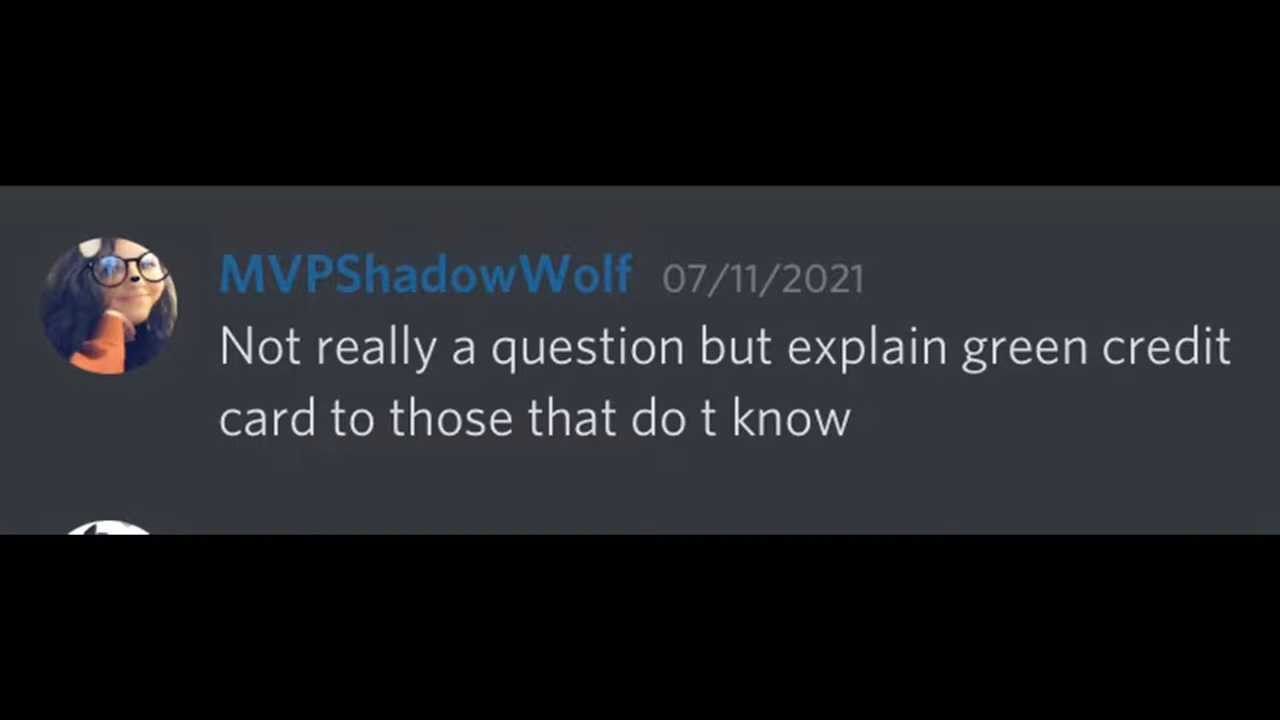 MVPShadowWolf 07/11/2021
Not really a question but explain green credit
card to those that do t know